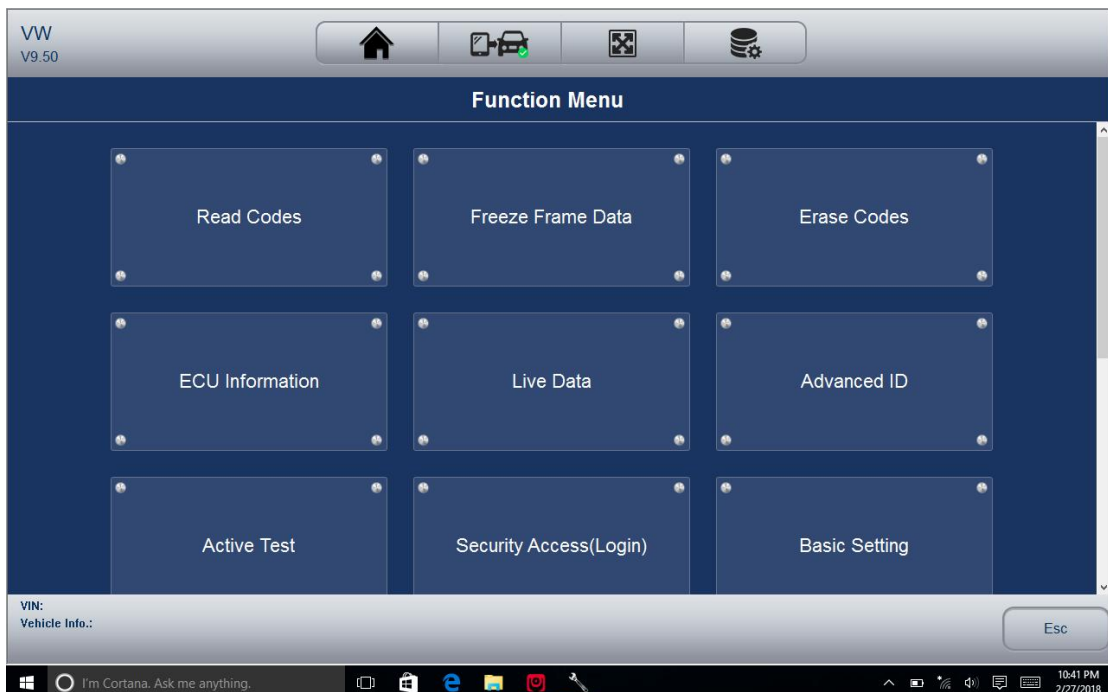 VW
V9.50
Function Menu
Read Codes
Freeze Frame Data
Erase Codes
ECU Information
Live Data
Advanced ID
Active Test
Security Access(Login)
Basic Setting
VIN:
Vehicle Info.:
Esc
I'm Cortana. Ask me anything.
10:41 PM
2/27/2018